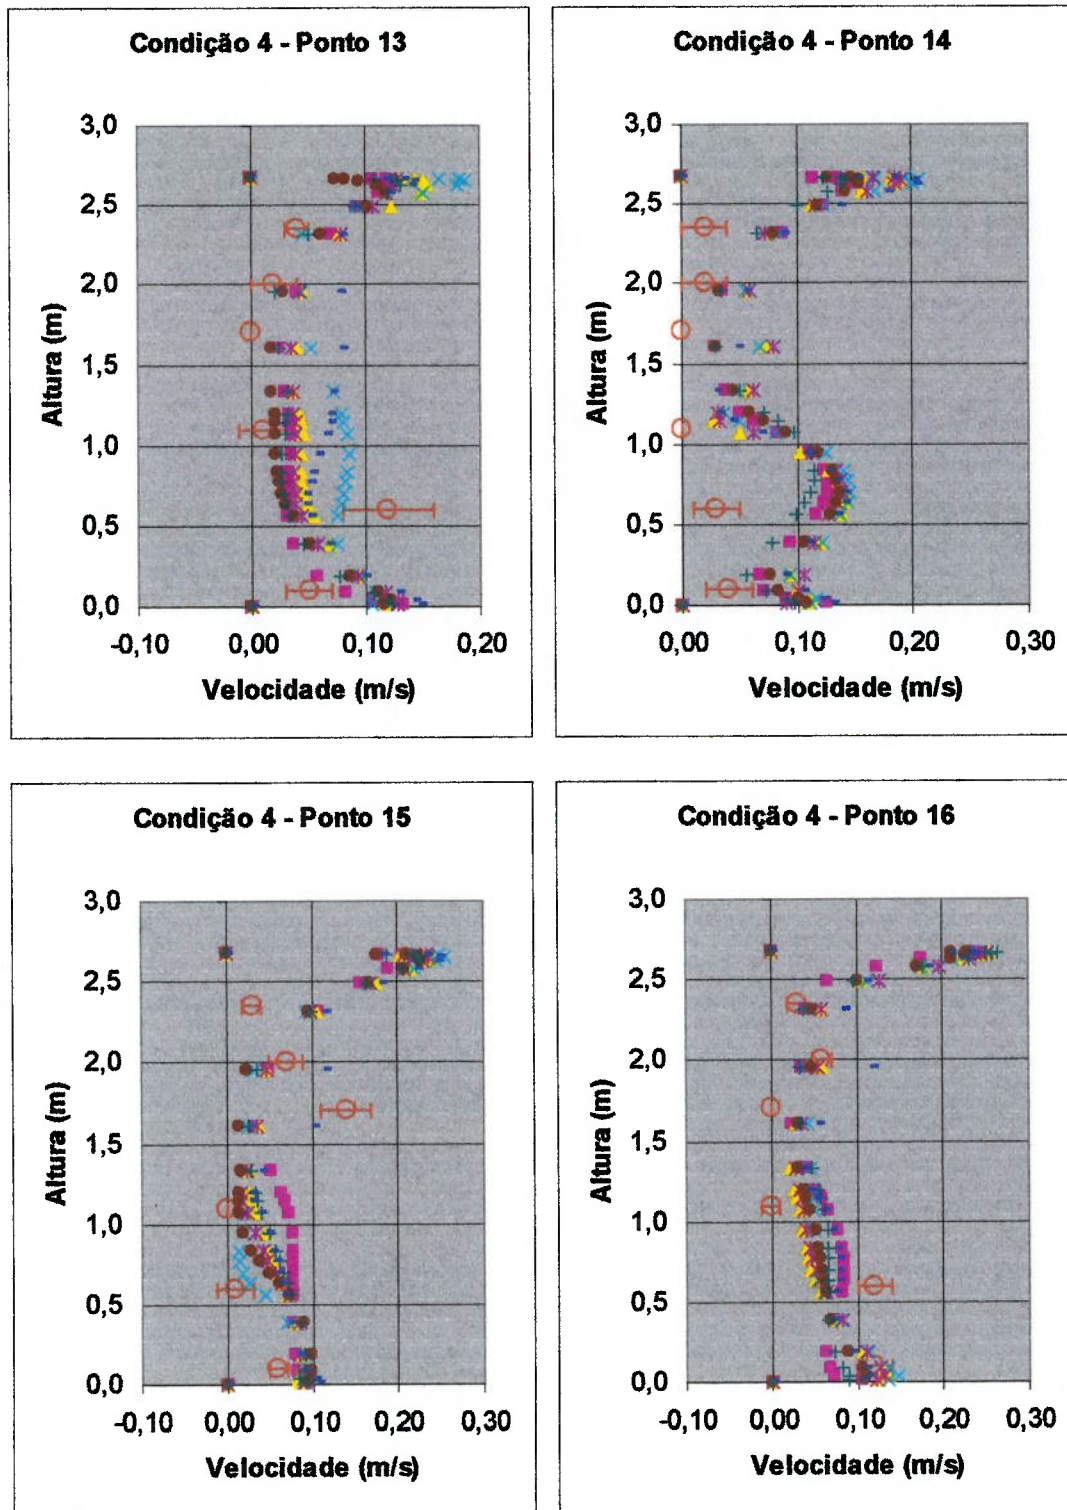 Condição 4 - Ponto 13
3,0
2,5
2,0
1,5
1,0
0,5
0,0
Altura (m)
-0,10 0,00 0,10 0,20
Velocidade (m/s)
Condição 4 - Ponto 14
3,0
2,5
2,0
1,5
1,0
0,5
0,0
Altura (m)
0,00 0,10 0,20 0,30
Velocidade (m/s)
Condição 4 - Ponto 15
3,0
2,5
2,0
1,5
1,0
0,5
0,0
Altura (m)
-0,10 0,00 0,10 0,20 0,30
Velocidade (m/s)
Condição 4 - Ponto 16
3,0
2,5
2,0
1,5
1,0
0,5
0,0
Altura (m)
-0,10 0,00 0,10 0,20 0,30
Velocidade (m/s)